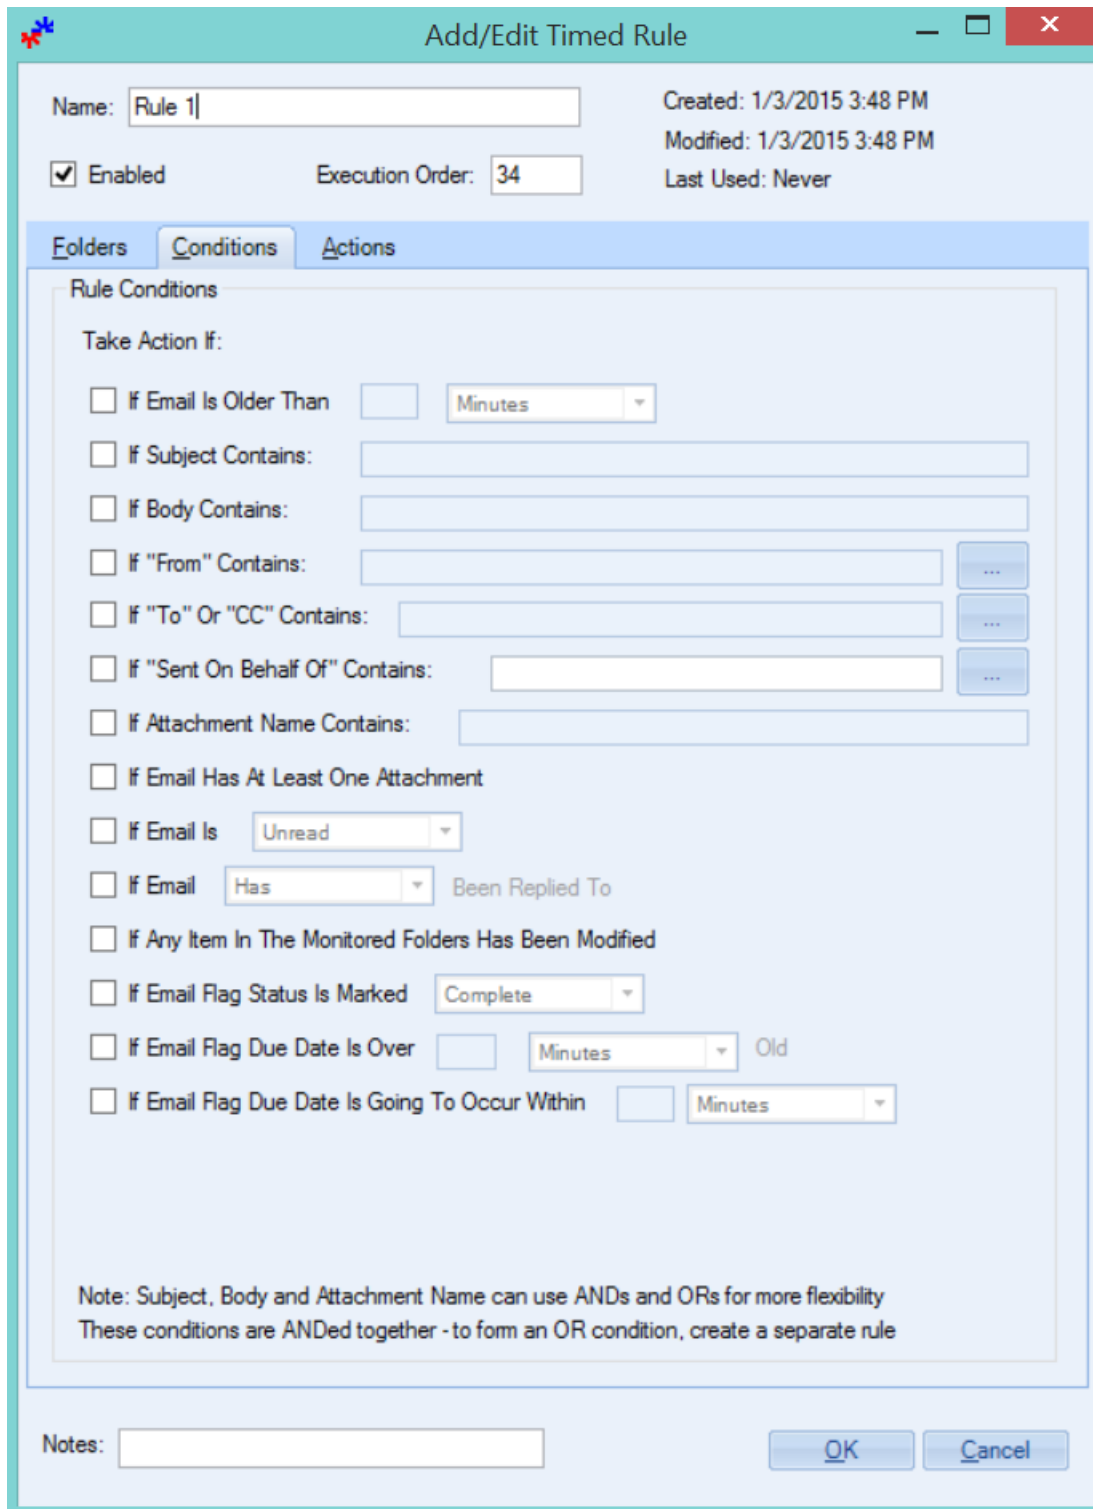 Add/Edit Timed Rule
Name: Rule 1
Created: 1/3/2015 3:48 PM
Modified: 1/3/2015 3:48 PM
Enabled Execution Order: 34
Last Used: Never
Folders Conditions Actions
Rule Conditions
Take Action If:
If Email Is Older Than Minutes
If Subject Contains:
If Body Contains:
If "From" Contains: ...
If "To" Or "CC" Contains: ...
If "Sent On Behalf Of" Contains: ...
If Attachment Name Contains:
If Email Has At Least One Attachment
If Email Is Unread
If Email Has Been Replied To
If Any Item In The Monitored Folders Has Been Modified
If Email Flag Status Is Marked Complete
If Email Flag Due Date Is Over Minutes Old
If Email Flag Due Date Is Going To Occur Within Minutes
Note: Subject, Body and Attachment Name can use ANDs and ORs for more flexibility
These conditions are ANDed together - to form an OR condition, create a separate rule
Notes: OK Cancel